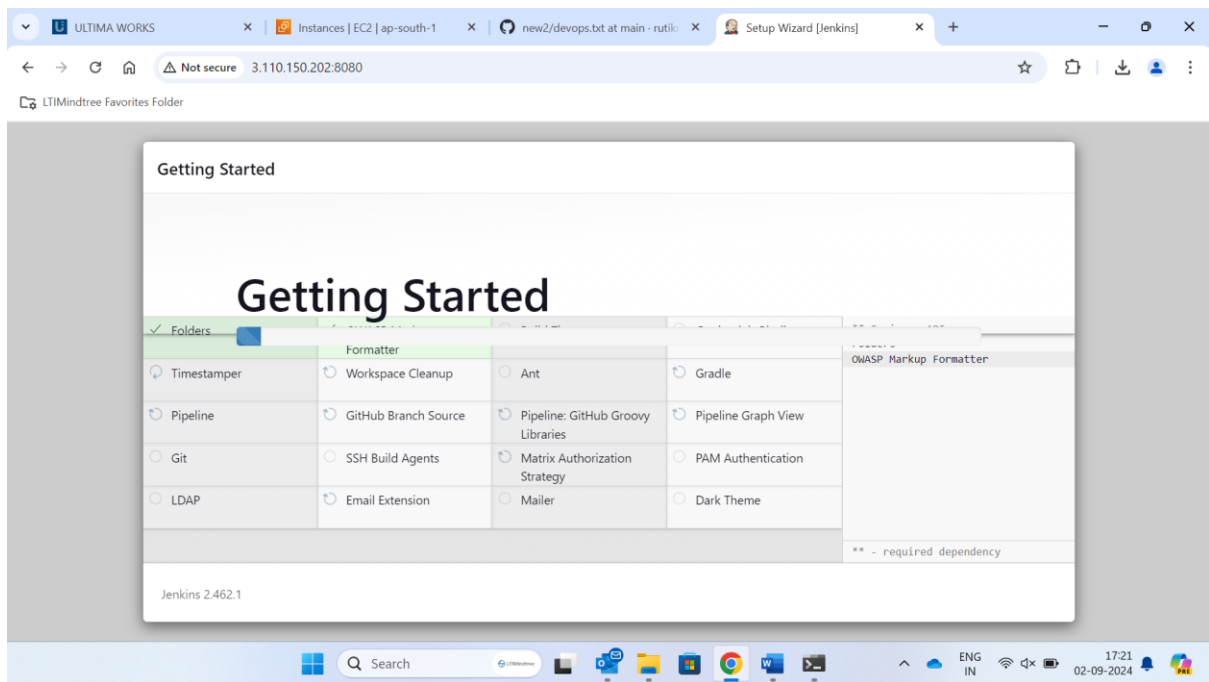 ULTIMA WORKS
Instances | EC2 | ap-south-1
new2/devops.txt at main · rutik
Setup Wizard [Jenkins]
Not secure 3.110.150.202:8080
LTIMindtree Favorites Folder
Getting Started
Getting Started
Folders
Formatter
OWASP Markup Formatter
Timestamper
Workspace Cleanup
Ant
Gradle
Pipeline
GitHub Branch Source
Pipeline: GitHub Groovy
Libraries
Pipeline Graph View
Git
SSH Build Agents
Matrix Authorization
Strategy
PAM Authentication
LDAP
Email Extension
Mailer
Dark Theme
** - required dependency
Jenkins 2.462.1
Search
LTIMindtree
ENG
IN
17:21
02-09-2024
PRE